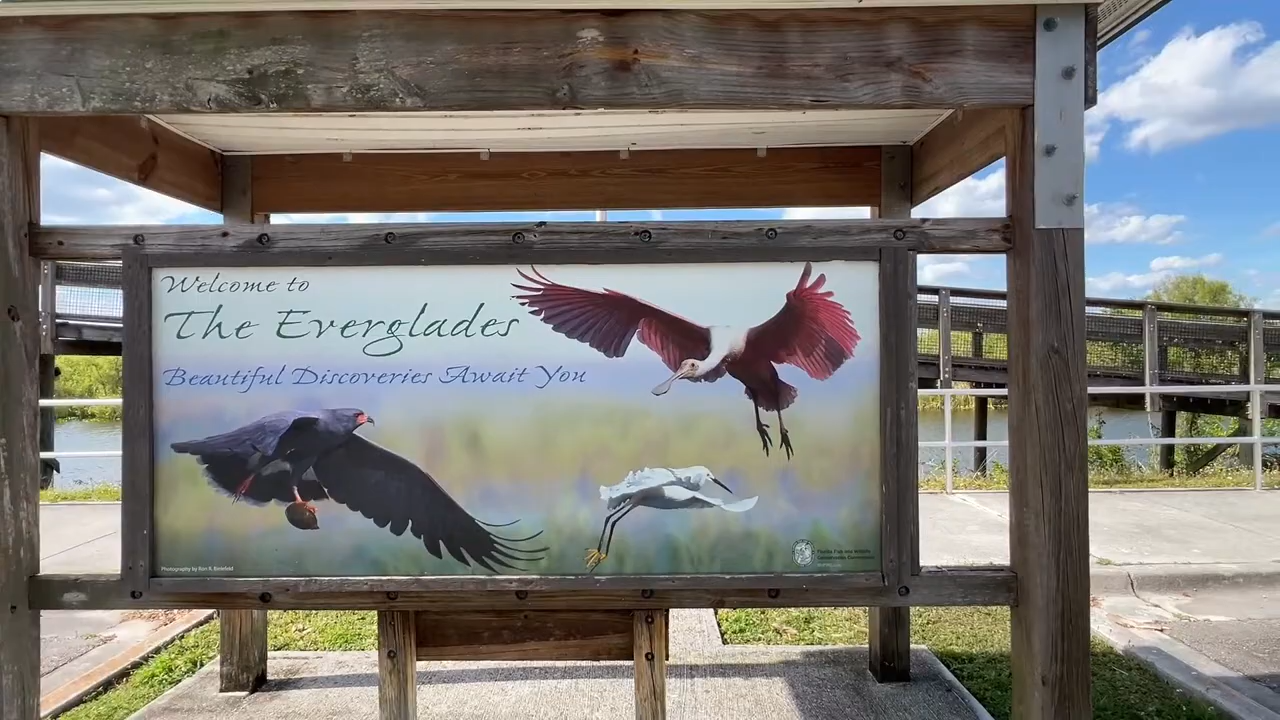 Welcome to
The Everglades
Beautiful Discoveries Await You
Photography by Ron R. Bielefeld
Florida Fish and Wildlife
Conservation Commission